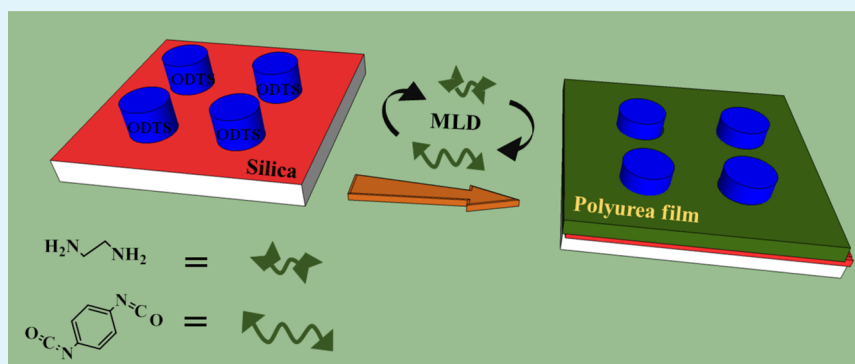 ODTS
ODTS
ODTS
ODTS
Silica
MLD
Polyurea film
H₂N
NH₂
=
N=C=O
O=C=N
=